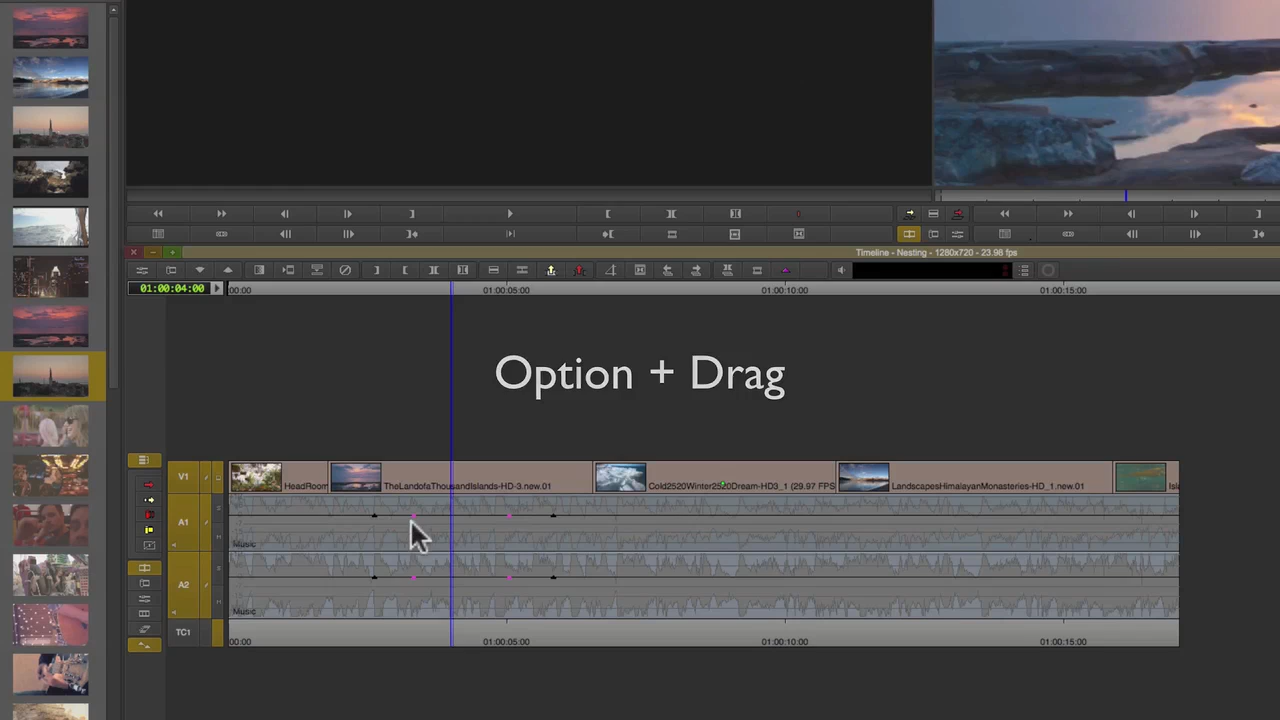 Timeline - Nesting - 1280x720 - 23.98 fps
01:00:04:00
00:00
01:00:05:00
01:00:10:00
01:00:15:00
Option + Drag
V1
HeadRoom
TheLandofaThousandIslands-HD-3.new.01
Cold2520Winter2520Dream-HD3_1 (29.97 FPS
LandscapesHimalayanMonasteries-HD_1.new.01
Isl
A1
Music
A2
Music
TC1
00:00
01:00:05:00
01:00:10:00
01:00:15:00